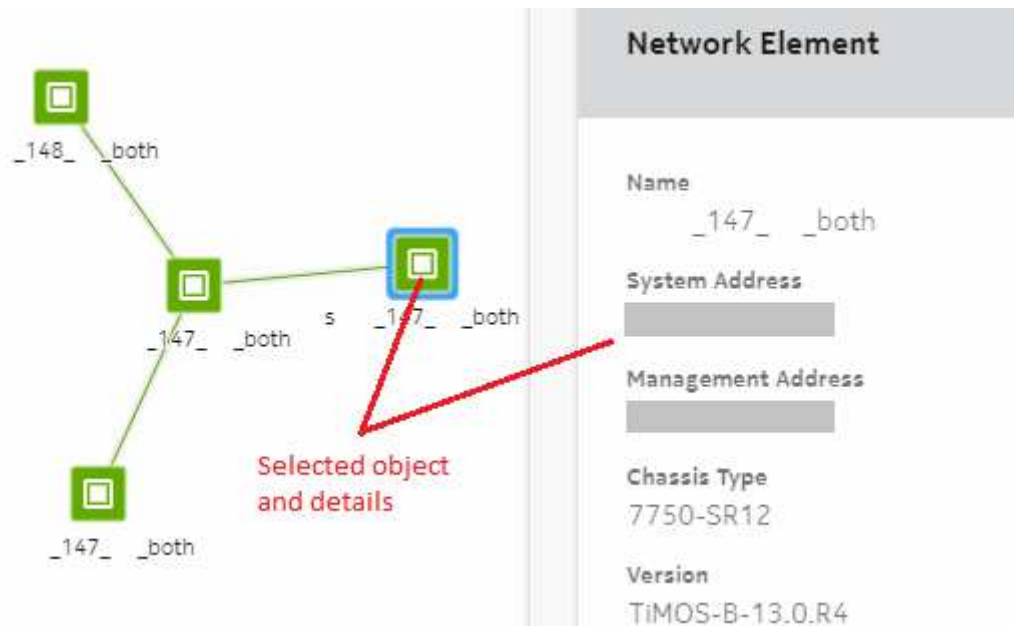 _148_ _both
_147_ _both
s _147_ _both
_147_ _both
Selected object
and details
Network Element
Name
_147_ _both
System Address
Management Address
Chassis Type
7750-SR12
Version
TiMOS-B-13.0.R4